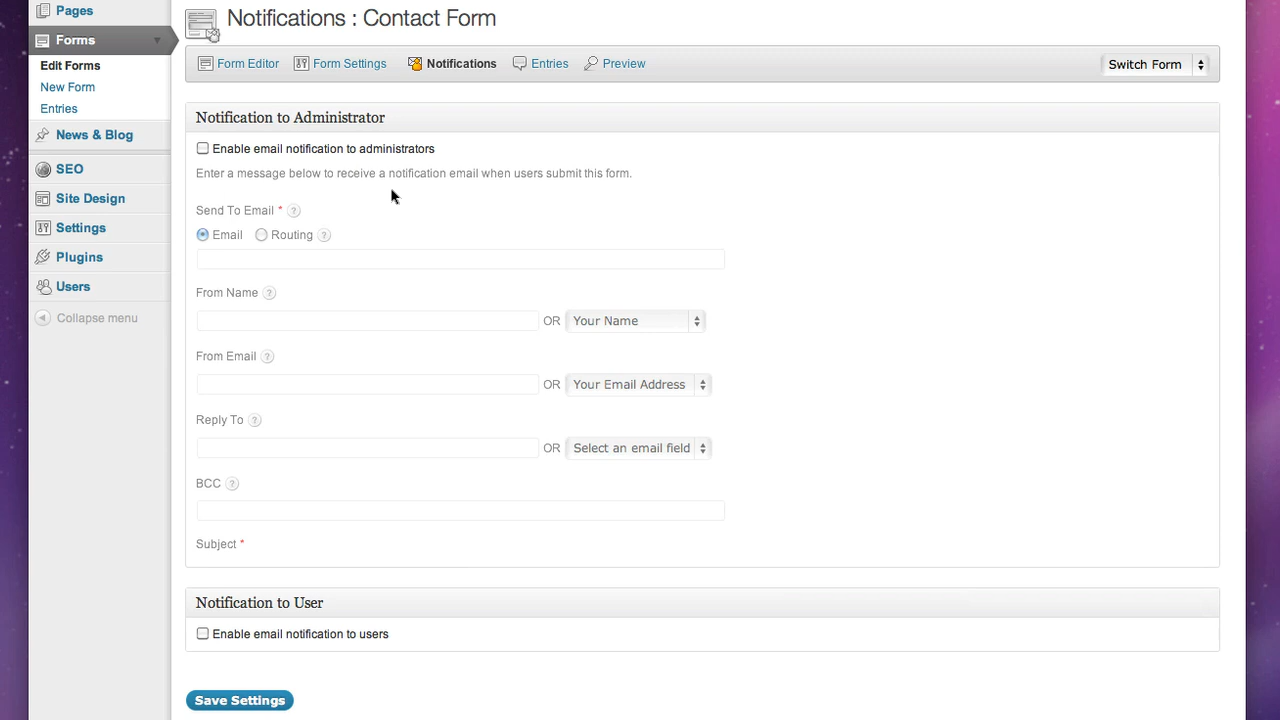 Pages
Forms
Edit Forms
New Form
Entries
News & Blog
SEO
Site Design
Settings
Plugins
Users
Collapse menu
Notifications : Contact Form
Form Editor Form Settings Notifications Entries Preview Switch Form
Notification to Administrator
Enable email notification to administrators
Enter a message below to receive a notification email when users submit this form.
Send To Email * ?
Email Routing ?
From Name ?
OR Your Name
From Email ?
OR Your Email Address
Reply To ?
OR Select an email field
BCC ?
Subject *
Notification to User
Enable email notification to users
Save Settings